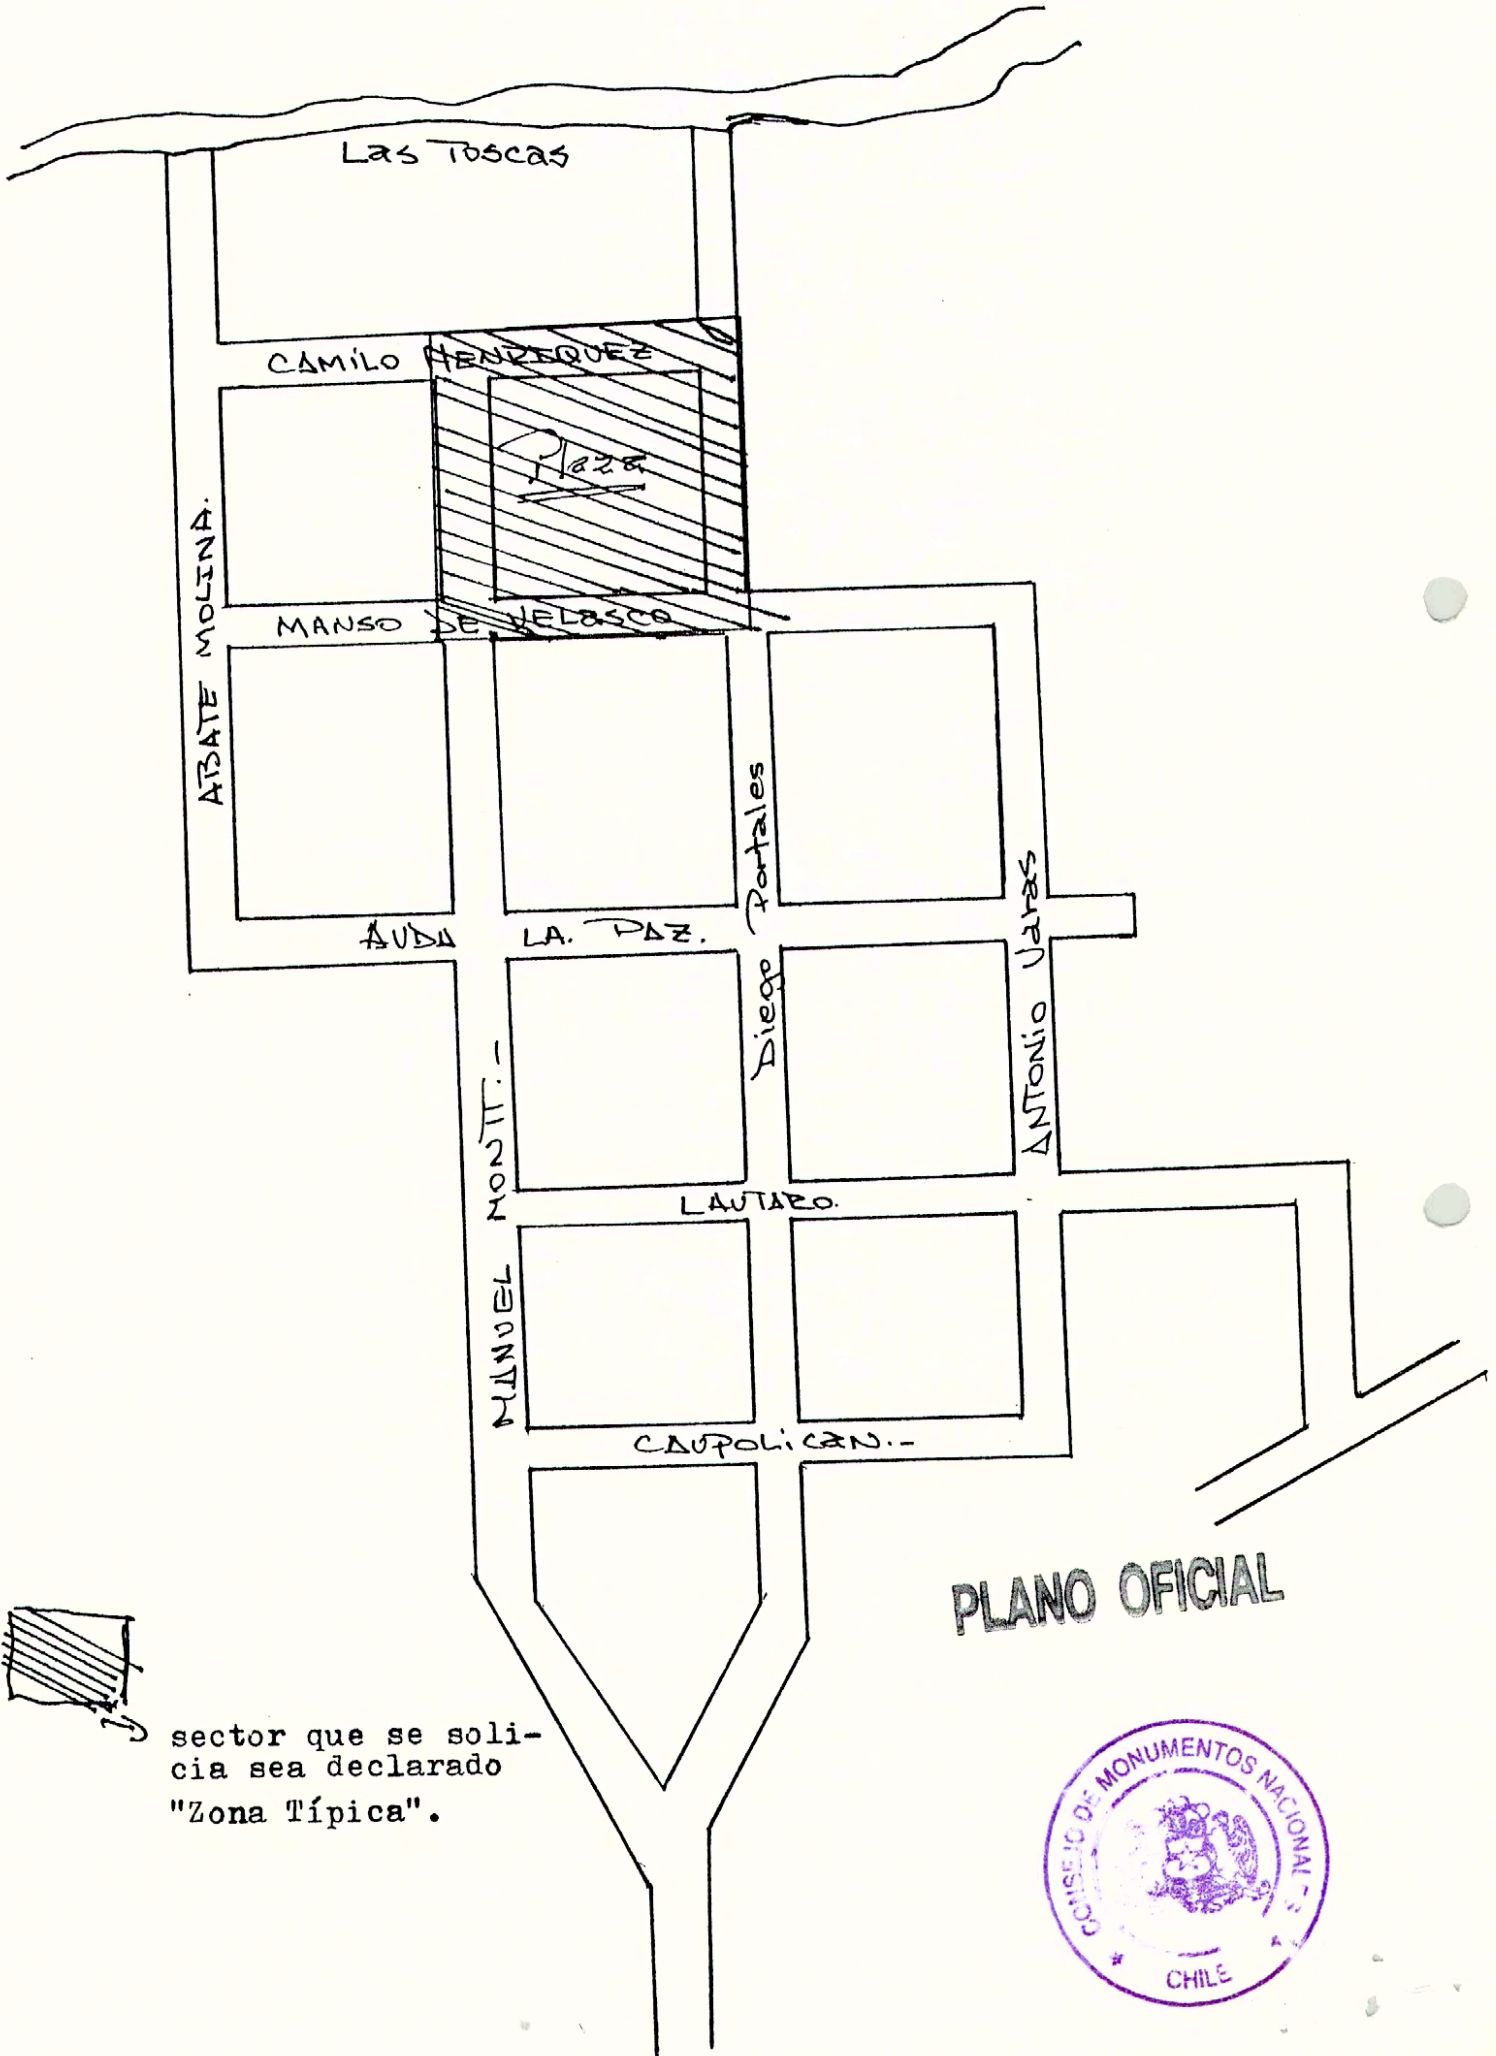 Las Toscas
CAMiLO HENRIQUEZ
Plaza
MANSO DE VELASCO
ABATE MOLINA.
Diego Portales
AVDA LA. PAZ.
ANTONiO Varas
MANUEL MONTT.-
LAUTARO.
CAUPOLiCAN.-
PLANO OFICIAL
sector que se soli-
cia sea declarado
"Zona Típica".
CONSEJO DE MONUMENTOS NACIONALES
CHILE